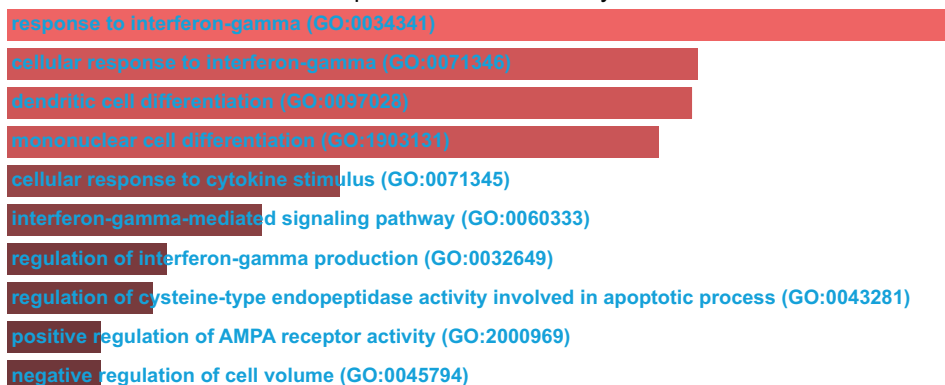 response to interferon-gamma (GO:0034341)
cellular response to interferon-gamma (GO:0071346)
dendritic cell differentiation (GO:0097028)
mononuclear cell differentiation (GO:1903131)
cellular response to cytokine stimulus (GO:0071345)
interferon-gamma-mediated signaling pathway (GO:0060333)
regulation of interferon-gamma production (GO:0032649)
regulation of cysteine-type endopeptidase activity involved in apoptotic process (GO:0043281)
positive regulation of AMPA receptor activity (GO:2000969)
negative regulation of cell volume (GO:0045794)